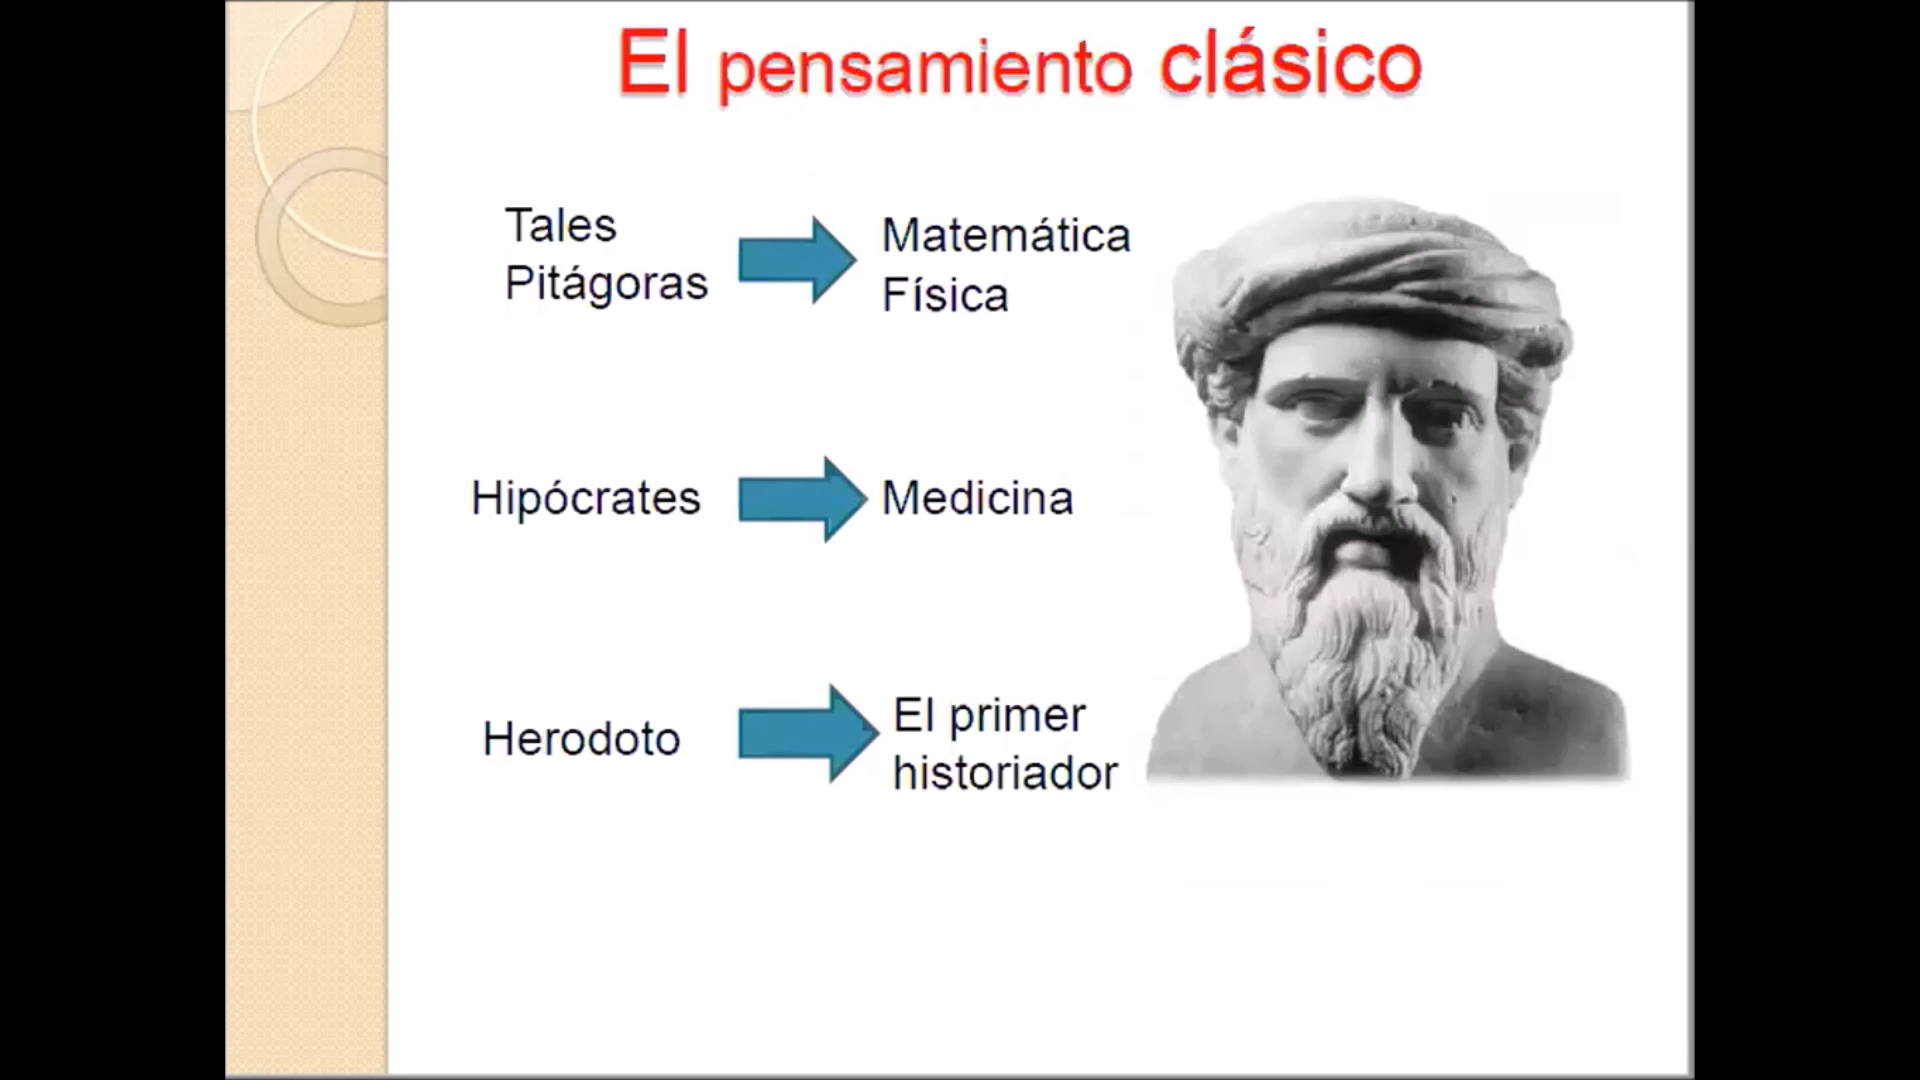 El pensamiento clásico
Tales
Pitágoras
Matemática
Física
Hipócrates
Medicina
Herodoto
El primer
historiador